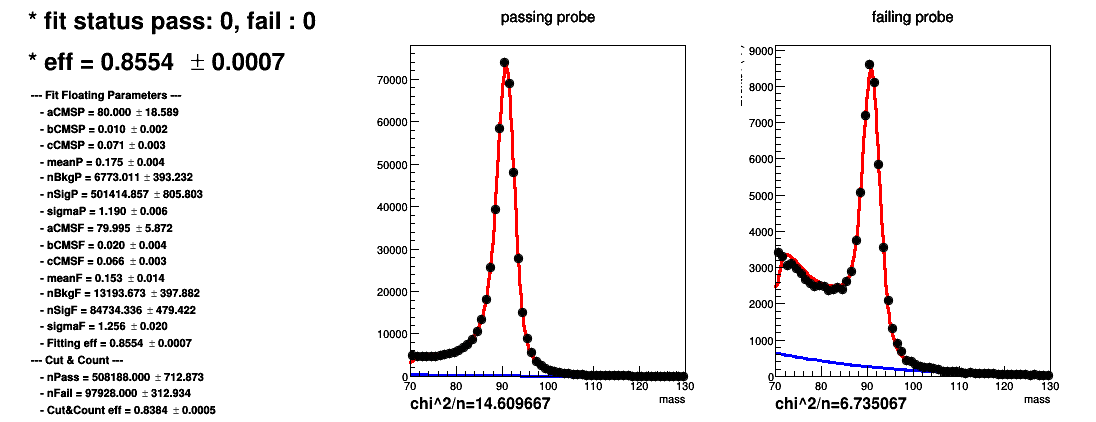 * fit status pass: 0, fail : 0
* eff = 0.8554 ± 0.0007
--- Fit Floating Parameters ---
- aCMSP = 80.000 ± 18.589
- bCMSP = 0.010 ± 0.002
- cCMSP = 0.071 ± 0.003
- meanP = 0.175 ± 0.004
- nBkgP = 6773.011 ± 393.232
- nSigP = 501414.857 ± 805.803
- sigmaP = 1.190 ± 0.006
- aCMSF = 79.995 ± 5.872
- bCMSF = 0.020 ± 0.004
- cCMSF = 0.066 ± 0.003
- meanF = 0.153 ± 0.014
- nBkgF = 13193.673 ± 397.882
- nSigF = 84734.336 ± 479.422
- sigmaF = 1.256 ± 0.020
- Fitting eff = 0.8554 ± 0.0007
--- Cut & Count ---
- nPass = 508188.000 ± 712.873
- nFail = 97928.000 ± 312.934
- Cut&Count eff = 0.8384 ± 0.0005
passing probe
70000
60000
50000
40000
30000
20000
10000
0
70 80 90 100 110 120 130
mass
chi^2/n=14.609667
failing probe
9000
8000
7000
6000
5000
4000
3000
2000
1000
0
70 80 90 100 110 120 130
mass
chi^2/n=6.735067